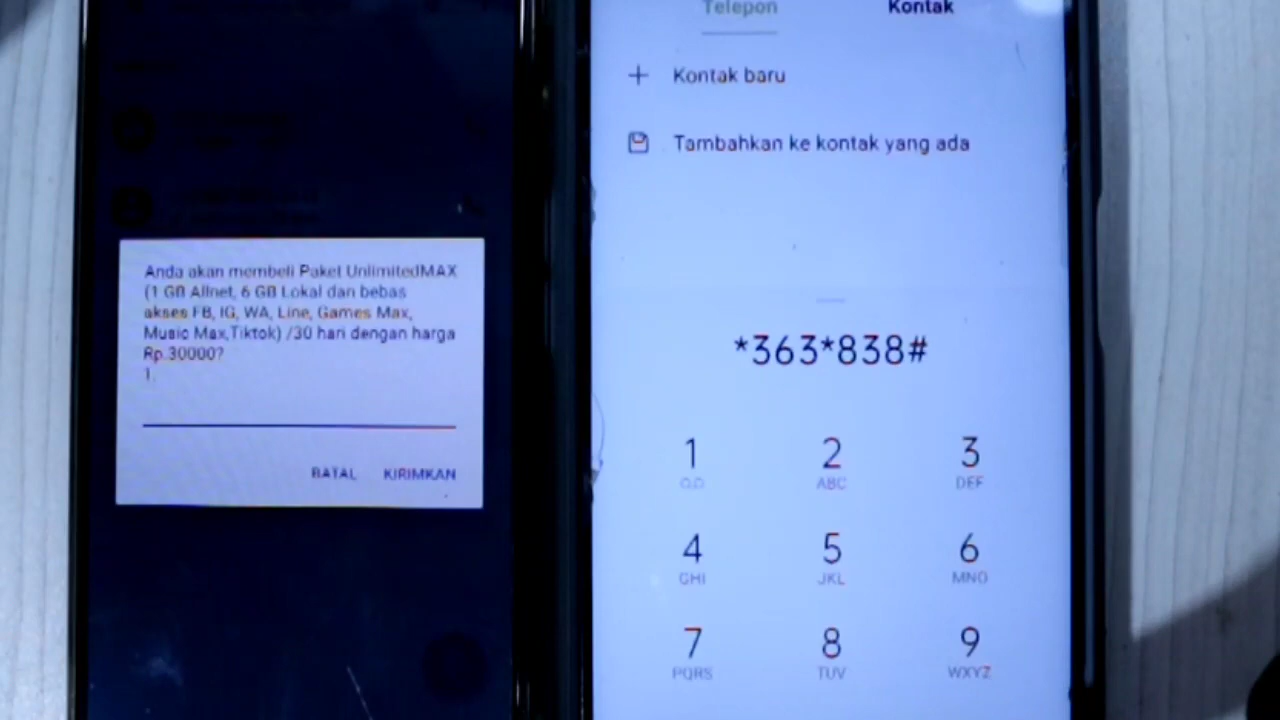 Anda akan membeli Paket UnlimitedMAX
(1 GB Allnet, 6 GB Lokal dan bebas
akses FB, IG, WA, Line, Games Max,
Music Max,Tiktok) /30 hari dengan harga
Rp.30000?
1.
BATAL KIRIMKAN
Telepon Kontak
Kontak baru
Tambahkan ke kontak yang ada
*363*838#
1 2 3
ABC DEF
4 5 6
GHI JKL MNO
7 8 9
PQRS TUV WXYZ